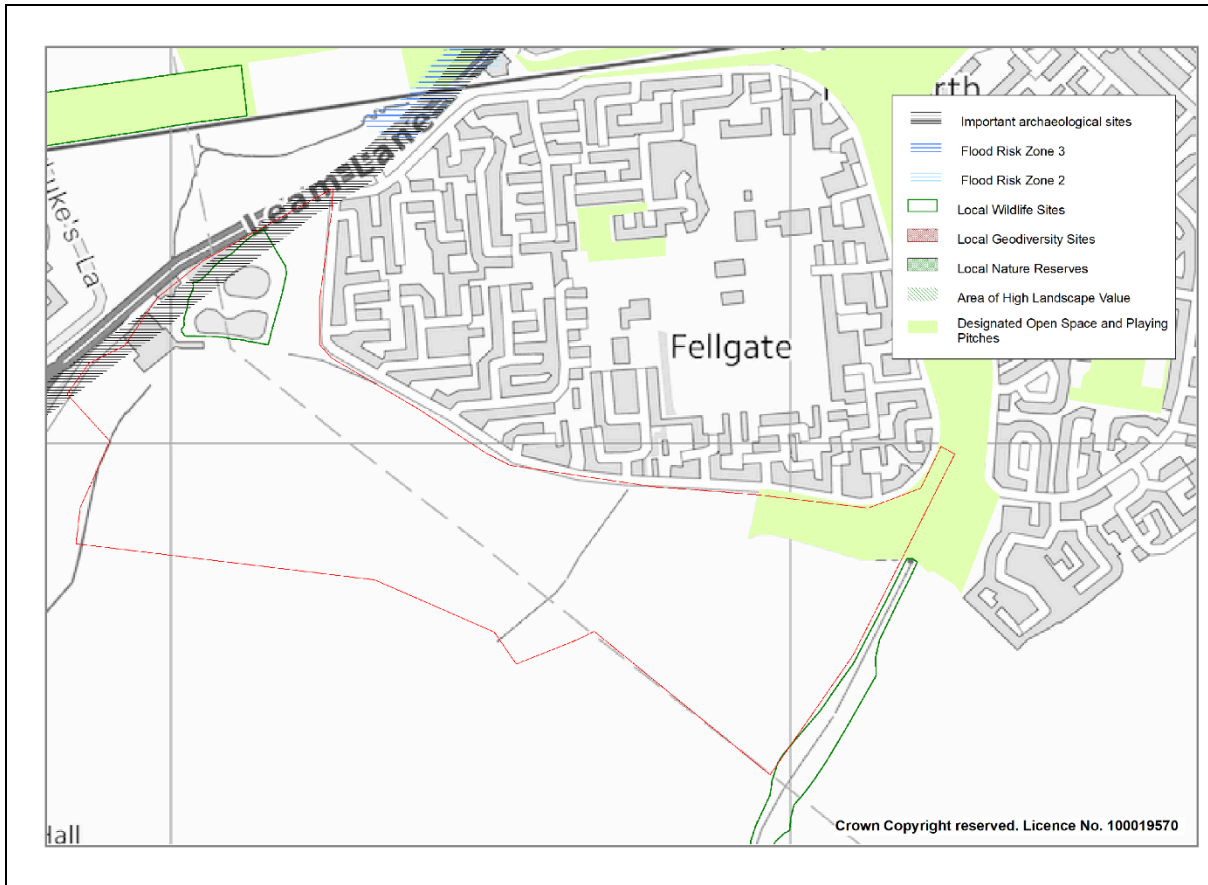 Leam Lane
Fellgate
Important archaeological sites
Flood Risk Zone 3
Flood Risk Zone 2
Local Wildlife Sites
Local Geodiversity Sites
Local Nature Reserves
Area of High Landscape Value
Designated Open Space and Playing
Pitches
Crown Copyright reserved. Licence No. 100019570